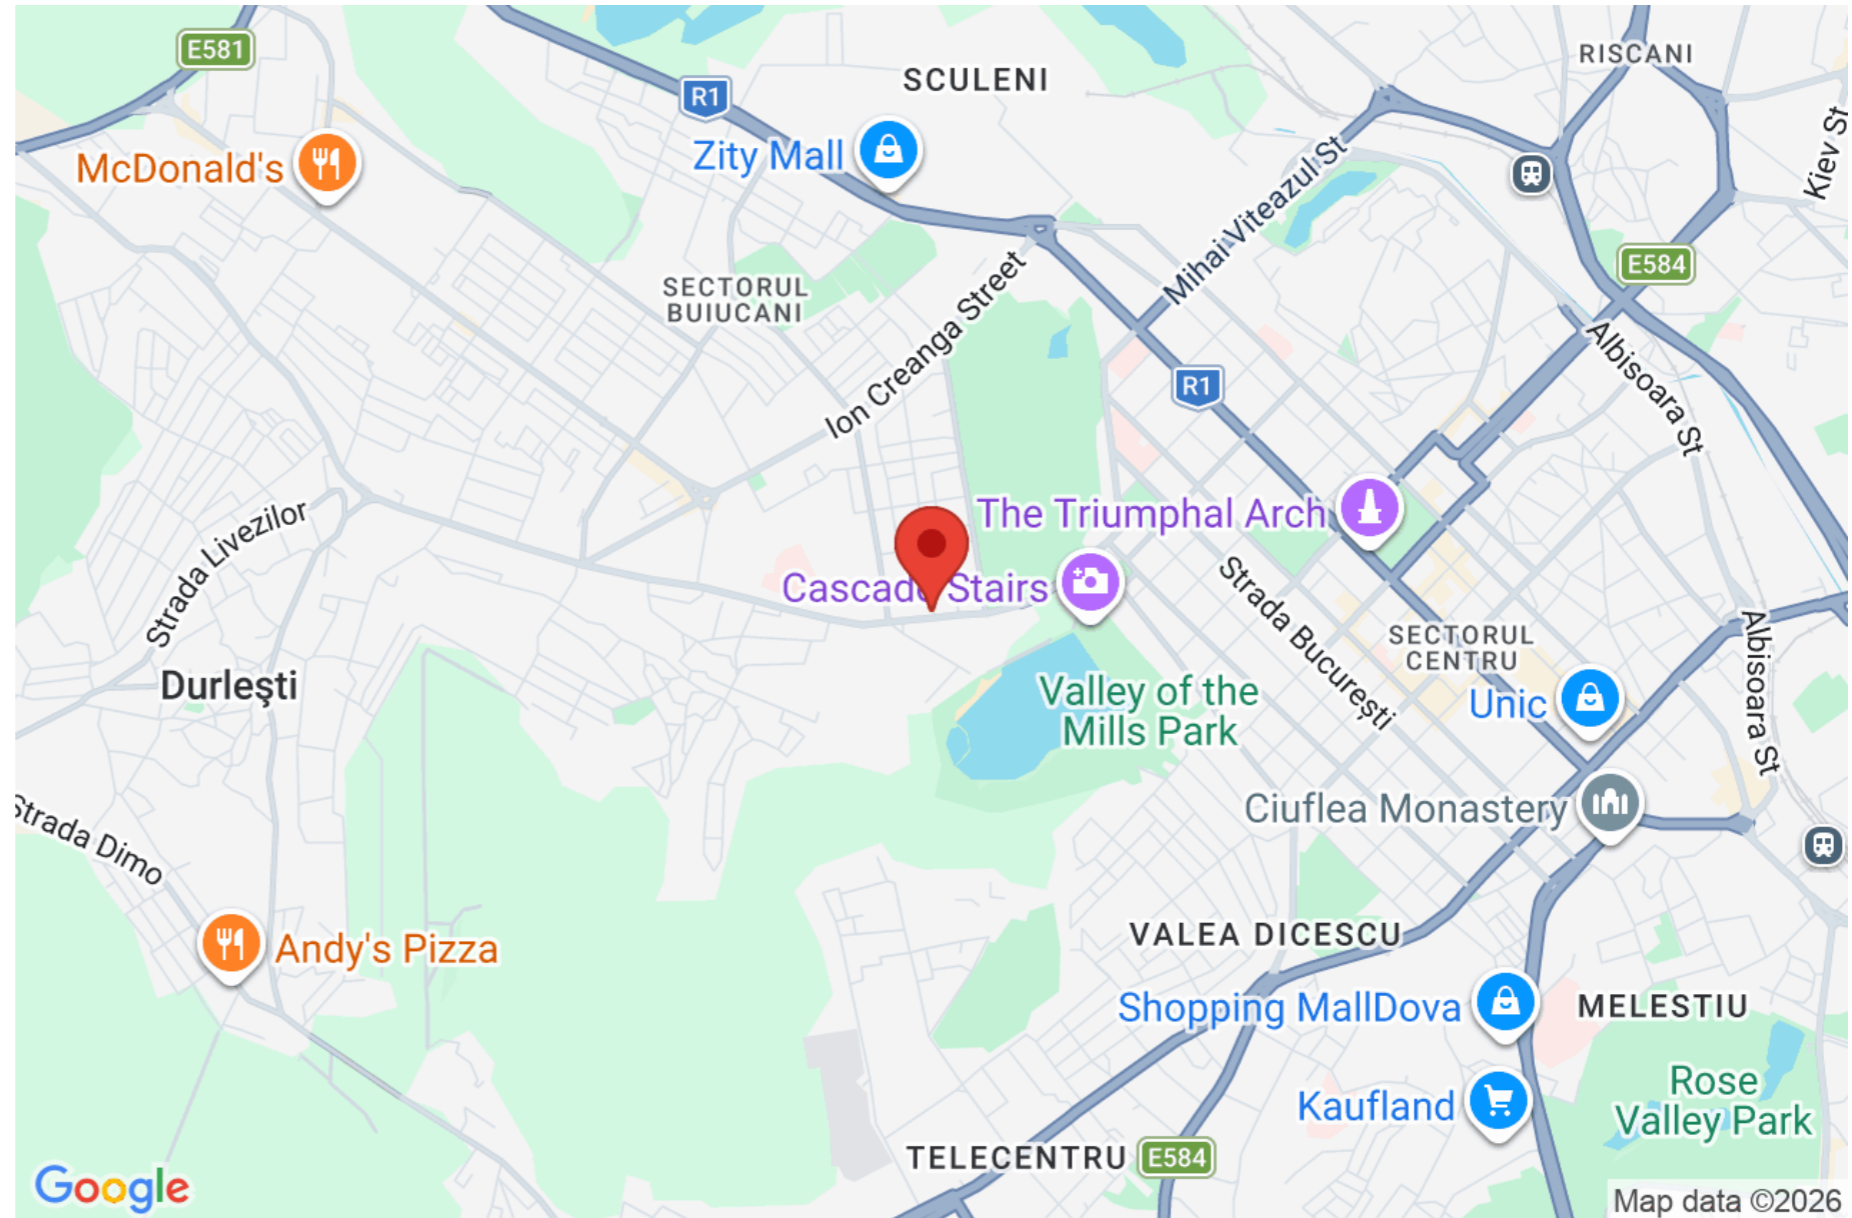 E581
RISCANI
SCULENI
R1
McDonald's
Zity Mall
Mihai Viteazul St
Kiev St
E584
SECTORUL
BUIUCANI
Ion Creanga Street
Albisoara St
R1
Strada Livezilor
The Triumphal Arch
Cascade Stairs
Strada București
SECTORUL
CENTRU
Albisoara St
Durleşti
Valley of the
Mills Park
Unic
Strada Dimo
Ciuflea Monastery
Andy's Pizza
VALEA DICESCU
Shopping MallDova
MELESTIU
Rose
Valley Park
Kaufland
TELECENTRU
E584
Google
Map data ©2026